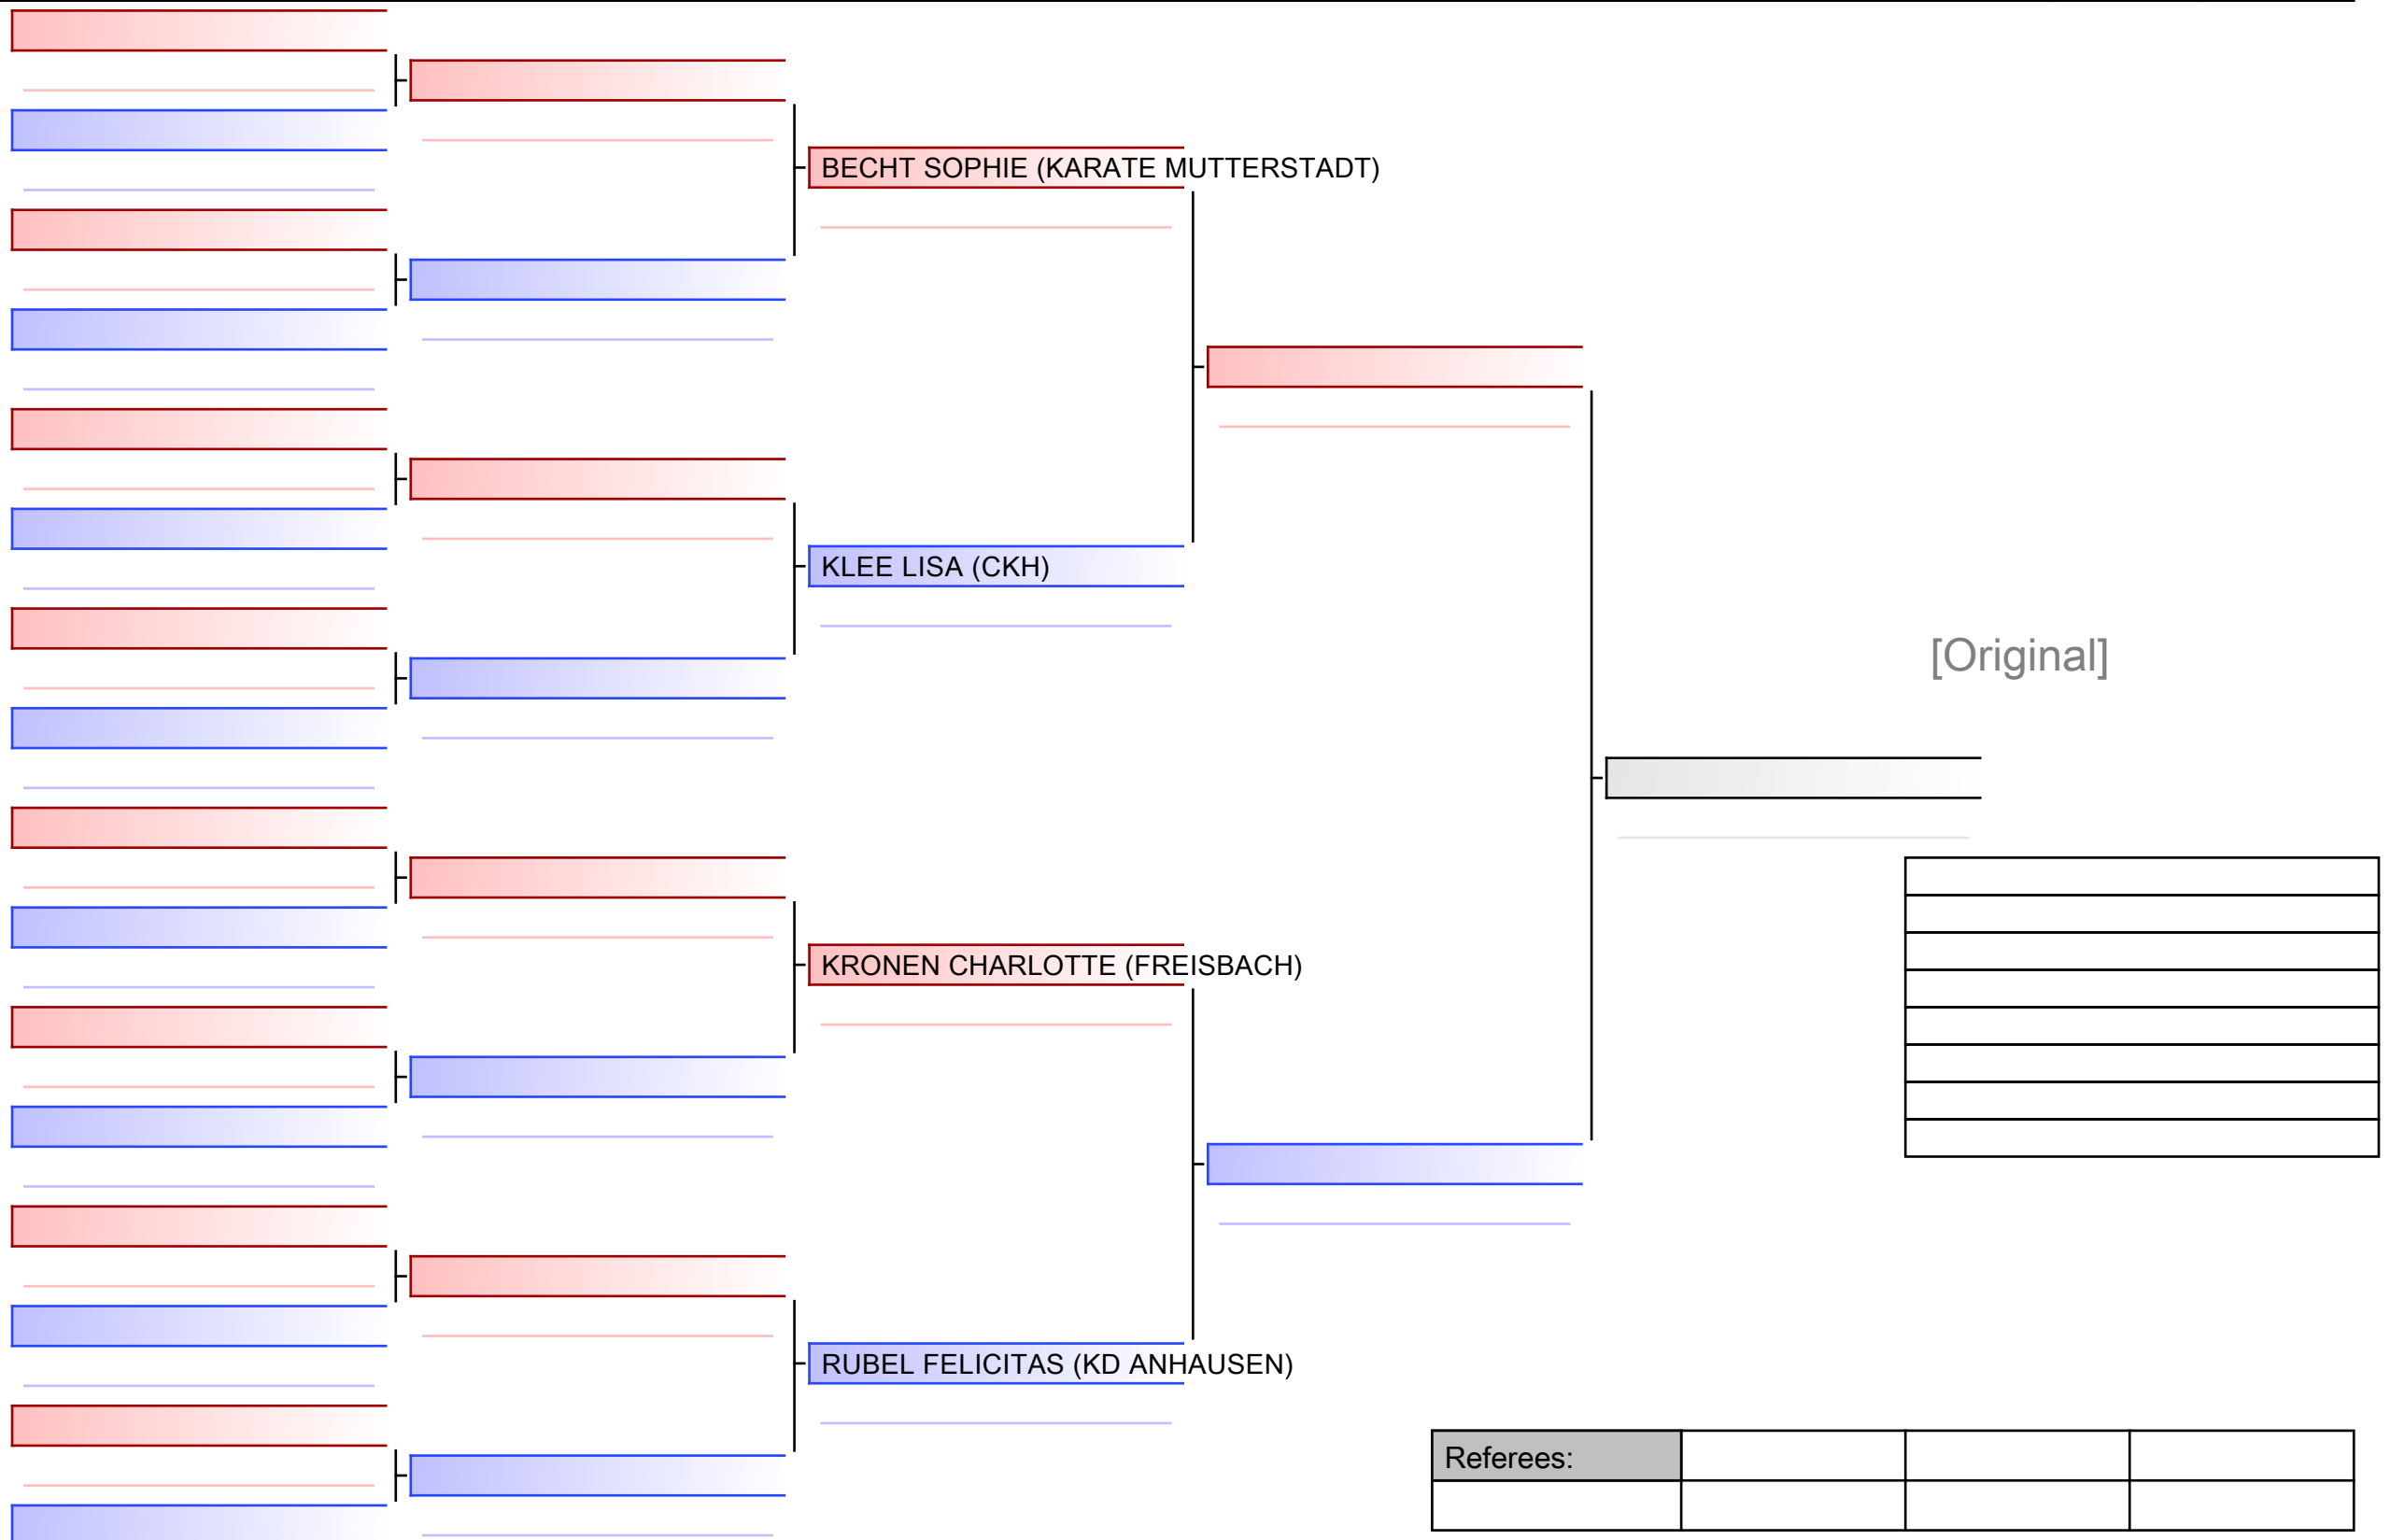 BECHT SOPHIE (KARATE MUTTERSTADT)
KLEE LISA (CKH)
[Original]
KRONEN CHARLOTTE (FREISBACH)
RUBEL FELICITAS (KD ANHAUSEN)
Referees: